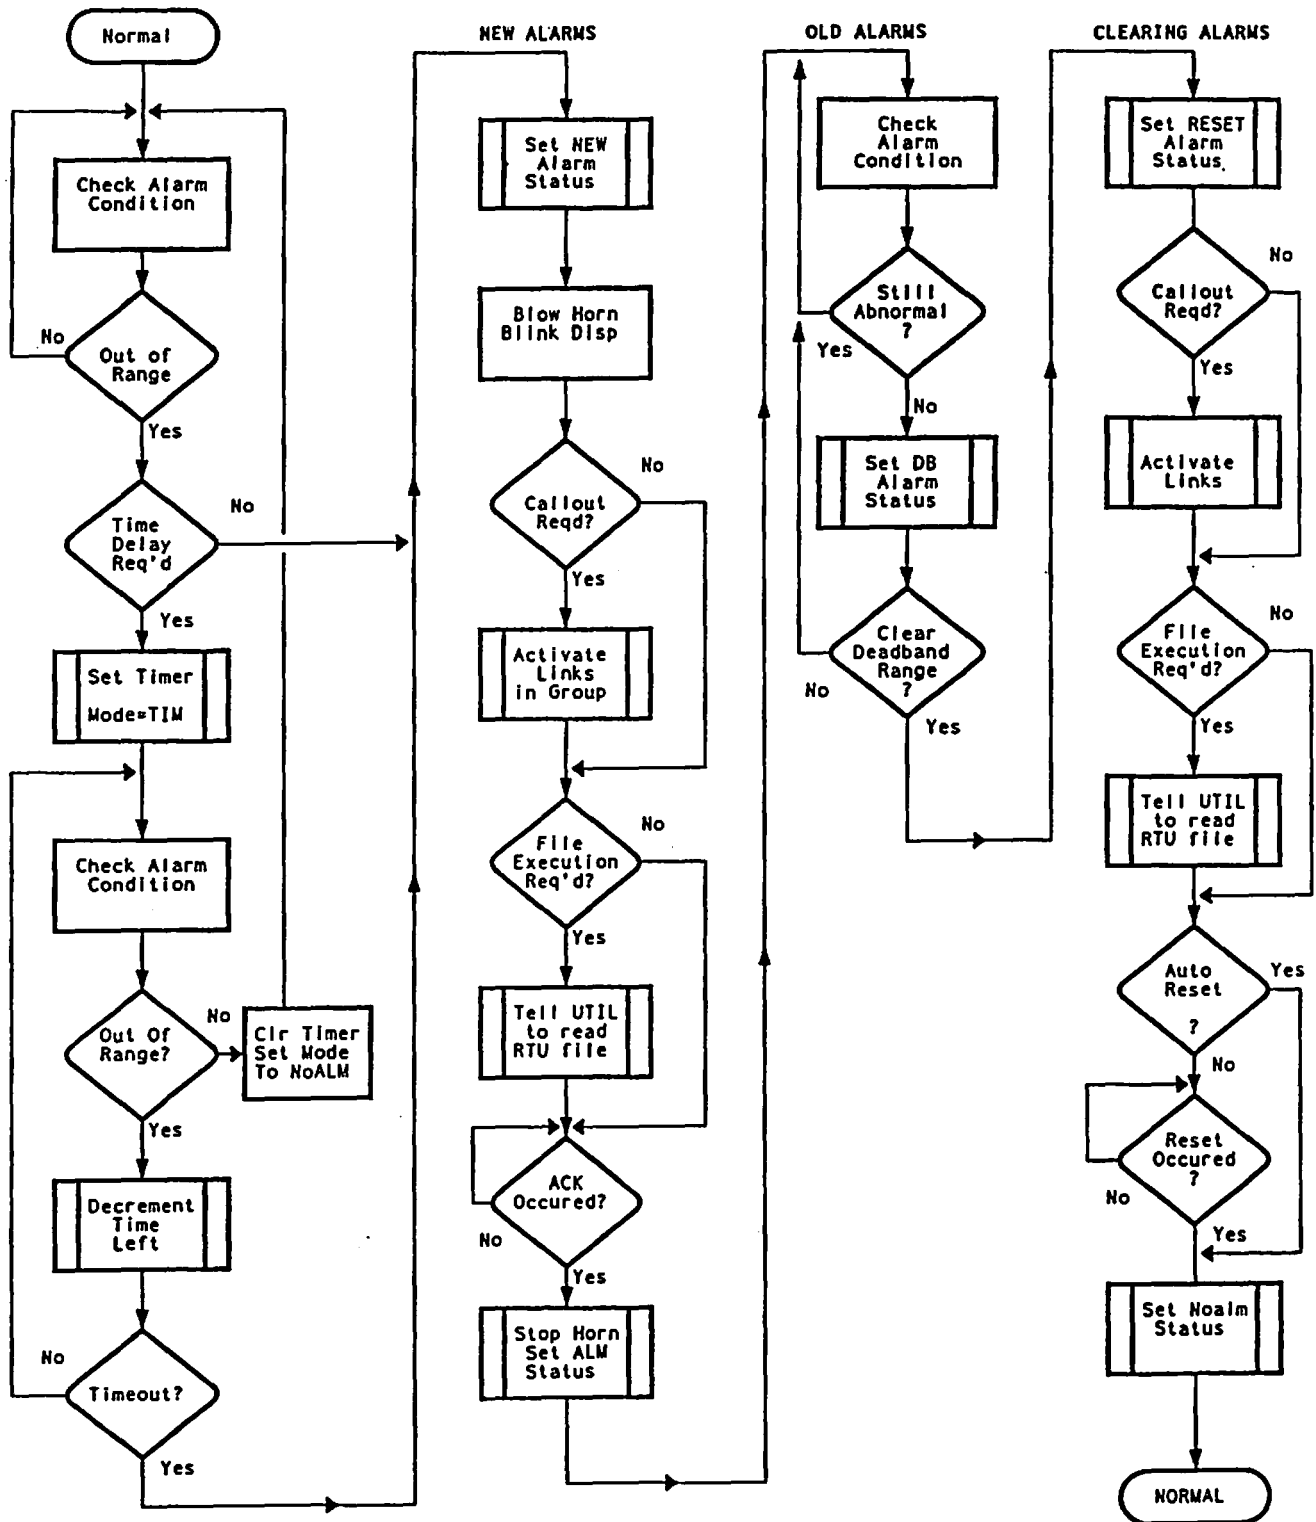 Normal
Check Alarm
Condition
No
Out of
Range
Yes
No
Time
Delay
Req'd
Yes
Set Timer
Mode=TIM
Check Alarm
Condition
Out Of
Range?
No
Clr Timer
Set Mode
To NoALM
Yes
Decrement
Time
Left
No
Timeout?
Yes
NEW ALARMS
Set NEW
Alarm
Status
Blow Horn
Blink Disp
No
Callout
Reqd?
Yes
Activate
Links
in Group
No
File
Execution
Req'd?
Yes
Tell UTIL
to read
RTU file
ACK
Occured?
No
Yes
Stop Horn
Set ALM
Status
OLD ALARMS
Check
Alarm
Condition
Still
Abnormal
?
Yes
No
Set DB
Alarm
Status
Clear
Deadband
Range
?
No
Yes
CLEARING ALARMS
Set RESET
Alarm
Status
No
Callout
Reqd?
Yes
Activate
Links
No
File
Execution
Req'd?
Yes
Tell UTIL
to read
RTU file
Auto
Reset
?
Yes
No
Reset
Occured
?
No
Yes
Set Noalm
Status
NORMAL